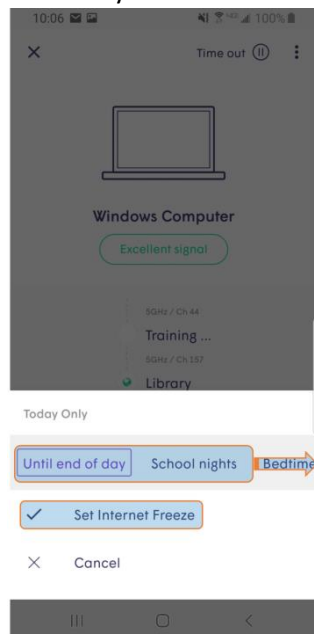 10:06 100%
Time out
Windows Computer
Excellent signal
5GHz / Ch 44
Training ...
5GHz / Ch 157
Library
Today Only
Until end of day School nights Bedtime
Set Internet Freeze
Cancel